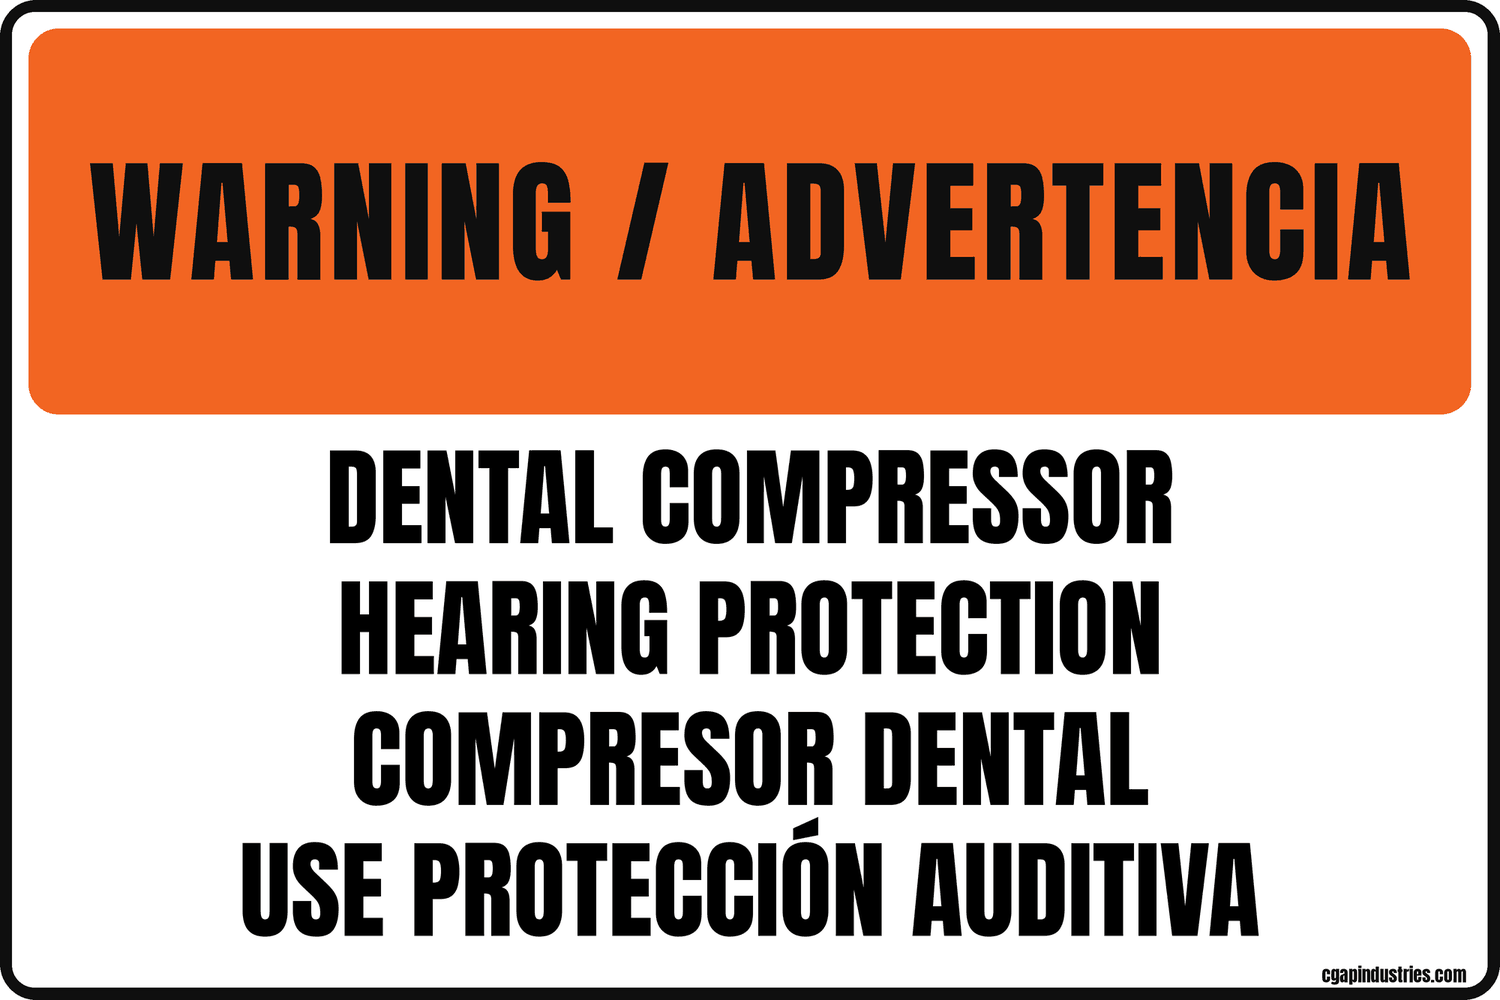 WARNING / ADVERTENCIA
DENTAL COMPRESSOR
HEARING PROTECTION
COMPRESOR DENTAL
USE PROTECCIÓN AUDITIVA
cgapindustries.com